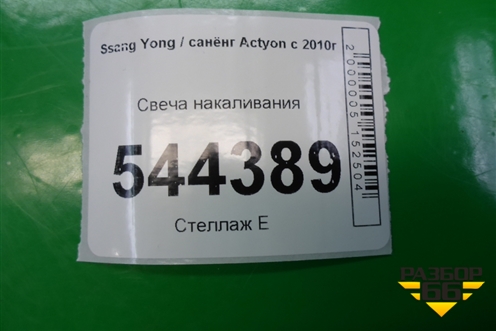 Ssang Yong / санёнг Actyon с 2010г
Свеча накаливания
544389
Стеллаж Е
2000005152504
РАЗБОР
66